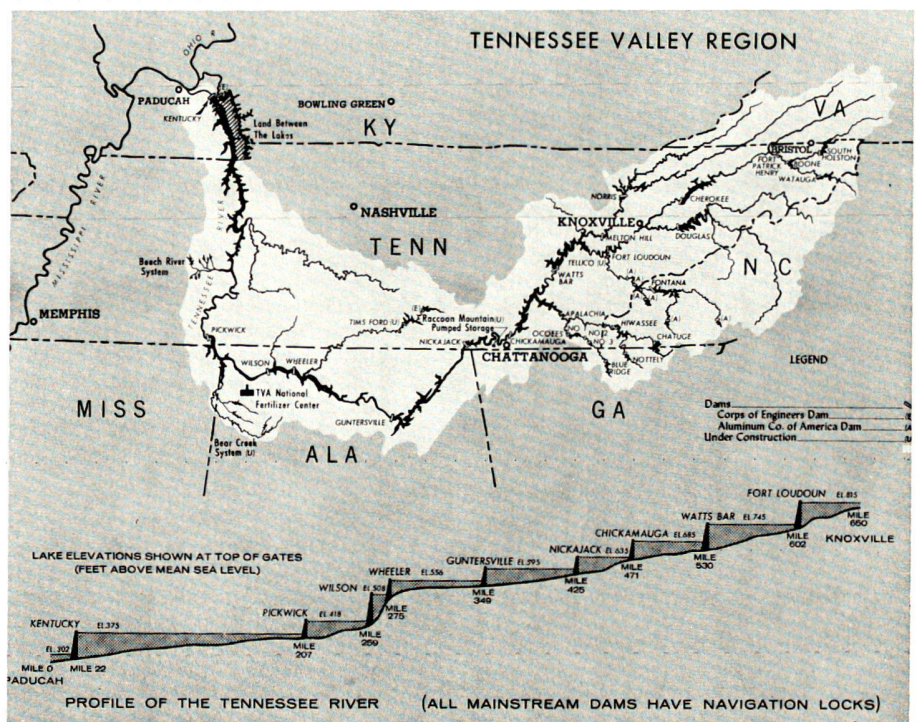 TENNESSEE VALLEY REGION
OHIO R
PADUCAH
KENTUCKY
BOWLING GREEN
KY
Land Between
The Lakes
VA
BRISTOL
SOUTH
HOLSTON
FORT
PATRICK
HENRY
BOONE
WATAUGA
NORRIS
CHEROKEE
MISSISSIPPI RIVER
TENNESSEE RIVER
NASHVILLE
TENN
KNOXVILLE
MELTON HILL
DOUGLAS
FORT LOUDOUN
TELLICO (U)
N C
WATTS
BAR
FONTANA
(A)
(A)
(A)
(A)
(A)
(A)
Beech River
System
MEMPHIS
PICKWICK
TIMS FORD (U)
(E)
Raccoon Mountain (U)
Pumped Storage
APALACHIA
HIWASSEE
CHATUGE
OCOEES
NO 1
NO 2
NO 3
NOTTELY
BLUE
RIDGE
NICKAJACK
CHICKAMAUGA
CHATTANOOGA
WILSON
WHEELER
TVA National
Fertilizer Center
GUNTERSVILLE
Bear Creek
System (U)
MISS
ALA
GA
LEGEND
Dams
Corps of Engineers Dam
Aluminum Co. of America Dam (A)
Under Construction
LAKE ELEVATIONS SHOWN AT TOP OF GATES
(FEET ABOVE MEAN SEA LEVEL)
FORT LOUDOUN EL 815
WATTS BAR EL 745
CHICKAMAUGA EL 685
NICKAJACK EL 635
GUNTERSVILLE EL 595
WHEELER EL 556
WILSON EL 508
PICKWICK EL 418
KENTUCKY EL 375
EL 302
MILE 0
PADUCAH
MILE 22
MILE
207
MILE
259
MILE
275
MILE
349
MILE
425
MILE
471
MILE
530
MILE
602
MILE
650
KNOXVILLE
PROFILE OF THE TENNESSEE RIVER (ALL MAINSTREAM DAMS HAVE NAVIGATION LOCKS)